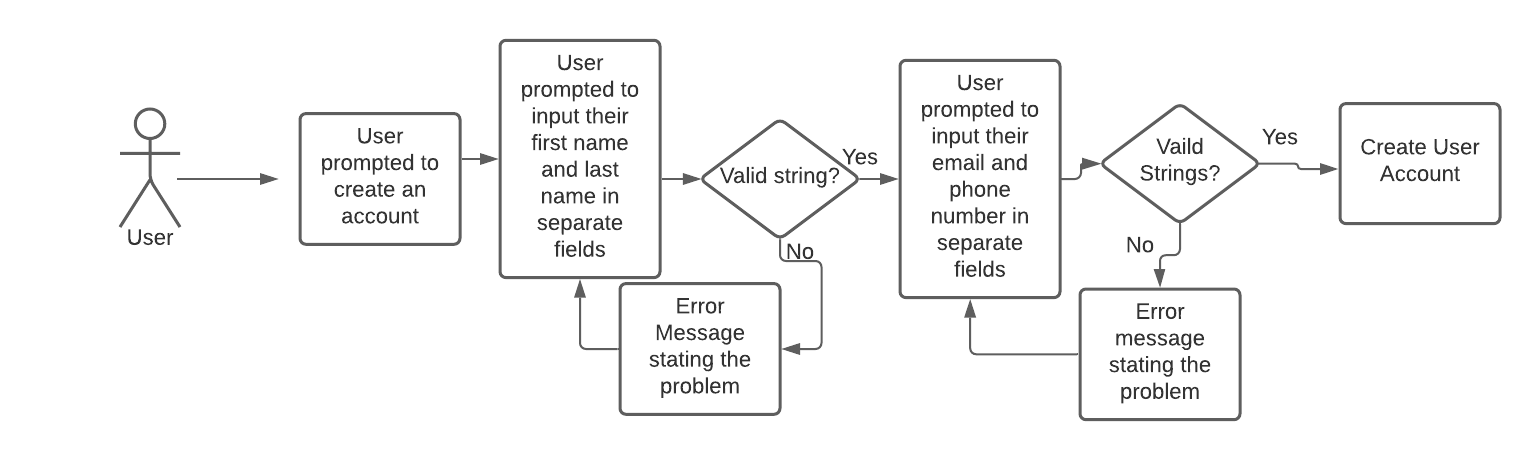 User
User
prompted to
create an
account
User
prompted to
input their
first name
and last
name in
separate
fields
Valid string?
Yes
No
Error
Message
stating the
problem
User
prompted to
input their
email and
phone
number in
separate
fields
Vaild
Strings?
Yes
No
Error
message
stating the
problem
Create User
Account